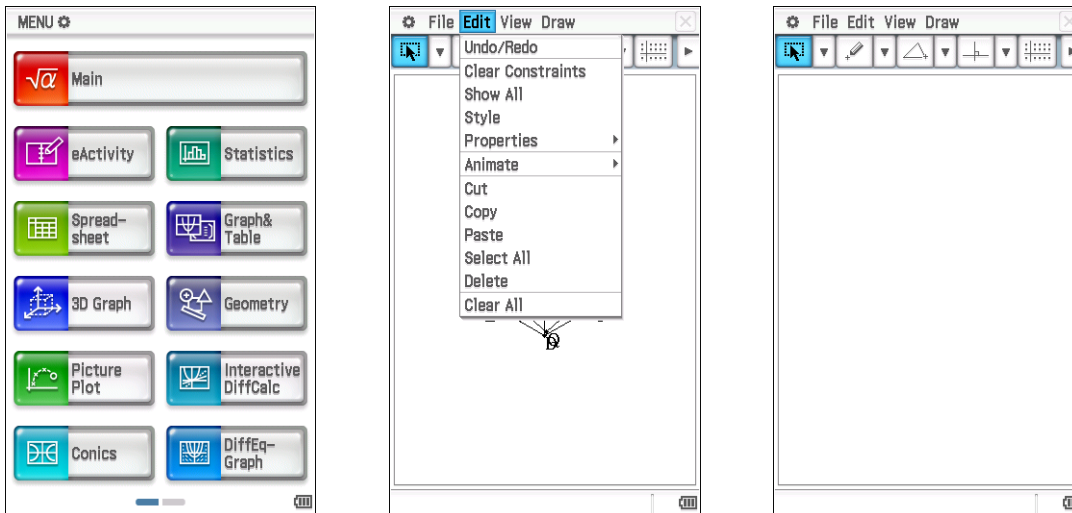 MENU
√α Main
eActivity
Statistics
Spread-
sheet
Graph&
Table
3D Graph
Geometry
Picture
Plot
Interactive
DiffCalc
Conics
DiffEq-
Graph
File Edit View Draw
Undo/Redo
Clear Constraints
Show All
Style
Properties
Animate
Cut
Copy
Paste
Select All
Delete
Clear All
File Edit View Draw